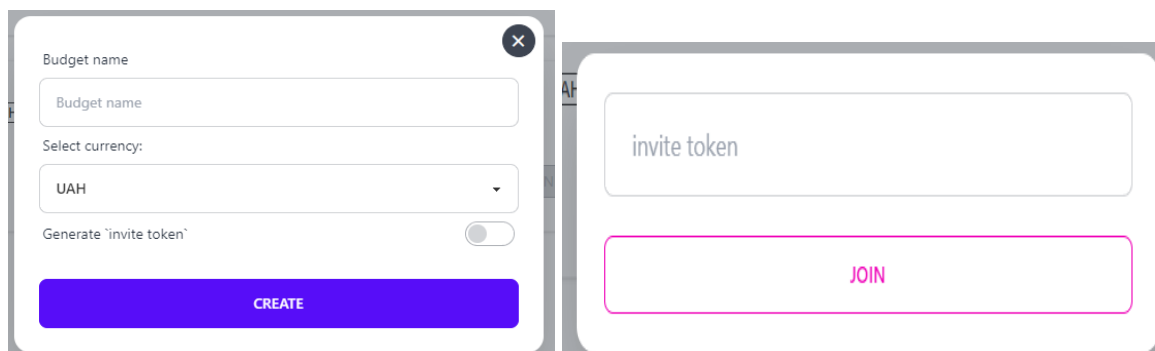 Budget name
Budget name
Select currency:
UAH
Generate `invite token`
CREATE
invite token
JOIN